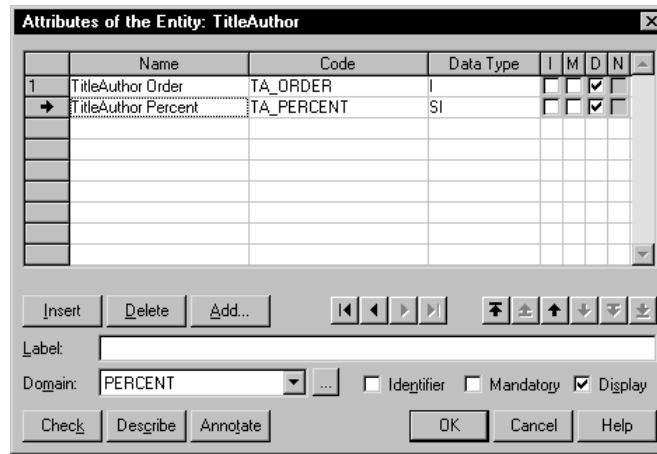 Attributes of the Entity: TitleAuthor
Name Code Data Type I M D N
1 TitleAuthor Order TA_ORDER I
TitleAuthor Percent TA_PERCENT SI
Insert Delete Add...
Label:
Domain: PERCENT ... Identifier Mandatory Display
Check Describe Annotate OK Cancel Help